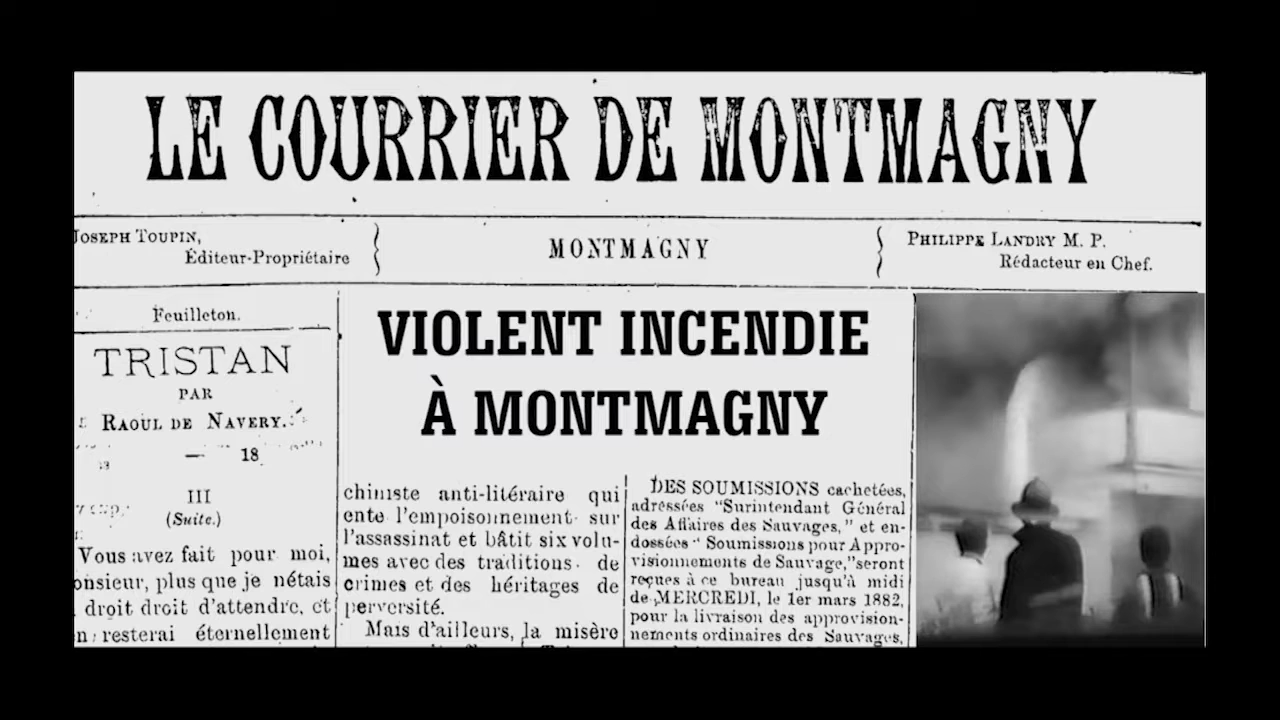 LE COURRIER DE MONTMAGNY
JOSEPH TOUPIN,
Éditeur-Propriétaire
MONTMAGNY
PHILIPPE LANDRY M. P.
Rédacteur en Chef.
Feuilleton.
TRISTAN
PAR
RAOUL DE NAVERY.
— 18
III
(Suite.)
Vous avez fait pour moi,
onsieur, plus que je nétais
droit droit d'attendre, et
resterai éternellement
VIOLENT INCENDIE
À MONTMAGNY
chimiste anti-litéraire qui
ente l'empoisonnement sur
l'assassinat et bâtit six volu-
mes avec des traditions de
crimes et des héritages de
perversité.
Mais d'ailleurs, la misère
DES SOUMISSIONS cachetées,
adressées "Surintendant Général
des Affaires des Sauvages," et en-
dossées " Soumissions pour Appro-
visionnements de Sauvage,"seront
reçues à ce bureau jusqu'à midi
de MERCREDI, le 1er mars 1882,
pour la livraison des approvision-
nements ordinaires des Sauvages,